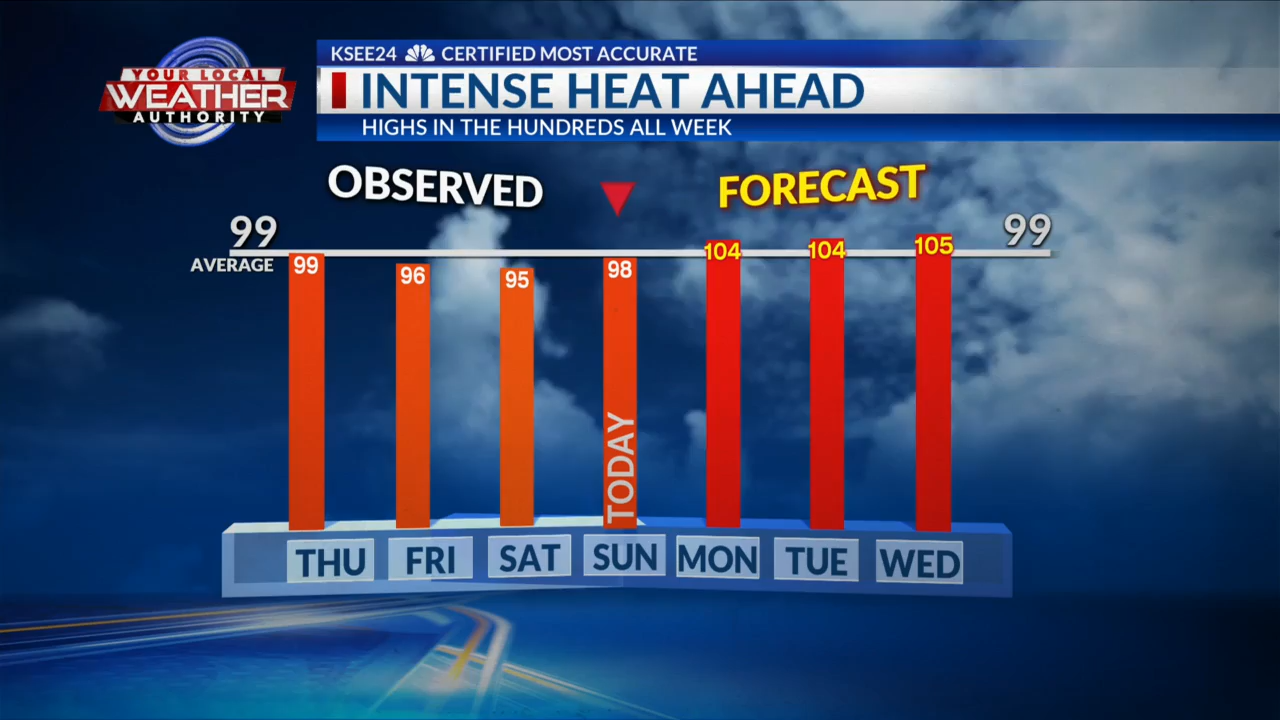 YOUR LOCAL
WEATHER
AUTHORITY
KSEE24 CERTIFIED MOST ACCURATE
INTENSE HEAT AHEAD
HIGHS IN THE HUNDREDS ALL WEEK
OBSERVED FORECAST
99 99
AVERAGE
99 96 95 98 104 104 105
TODAY
THU FRI SAT SUN MON TUE WED